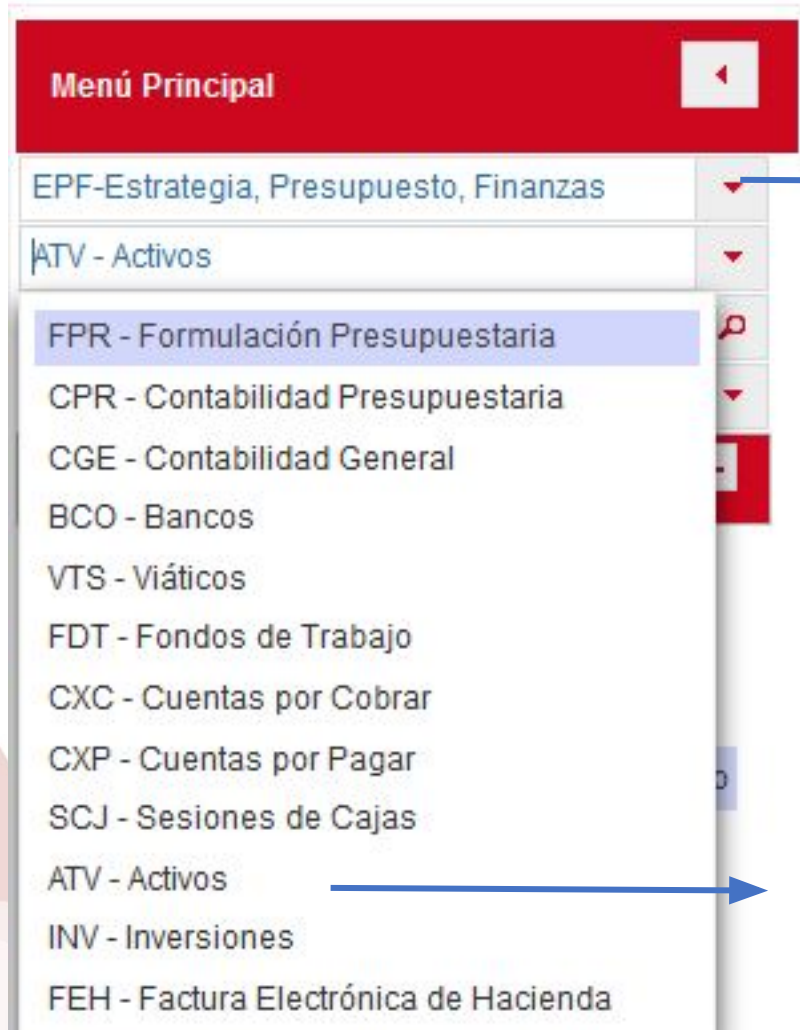 Menú Principal
EPF-Estrategia, Presupuesto, Finanzas
ATV - Activos
FPR - Formulación Presupuestaria
CPR - Contabilidad Presupuestaria
CGE - Contabilidad General
BCO - Bancos
VTS - Viáticos
FDT - Fondos de Trabajo
CXC - Cuentas por Cobrar
CXP - Cuentas por Pagar
SCJ - Sesiones de Cajas
ATV - Activos
INV - Inversiones
FEH - Factura Electrónica de Hacienda